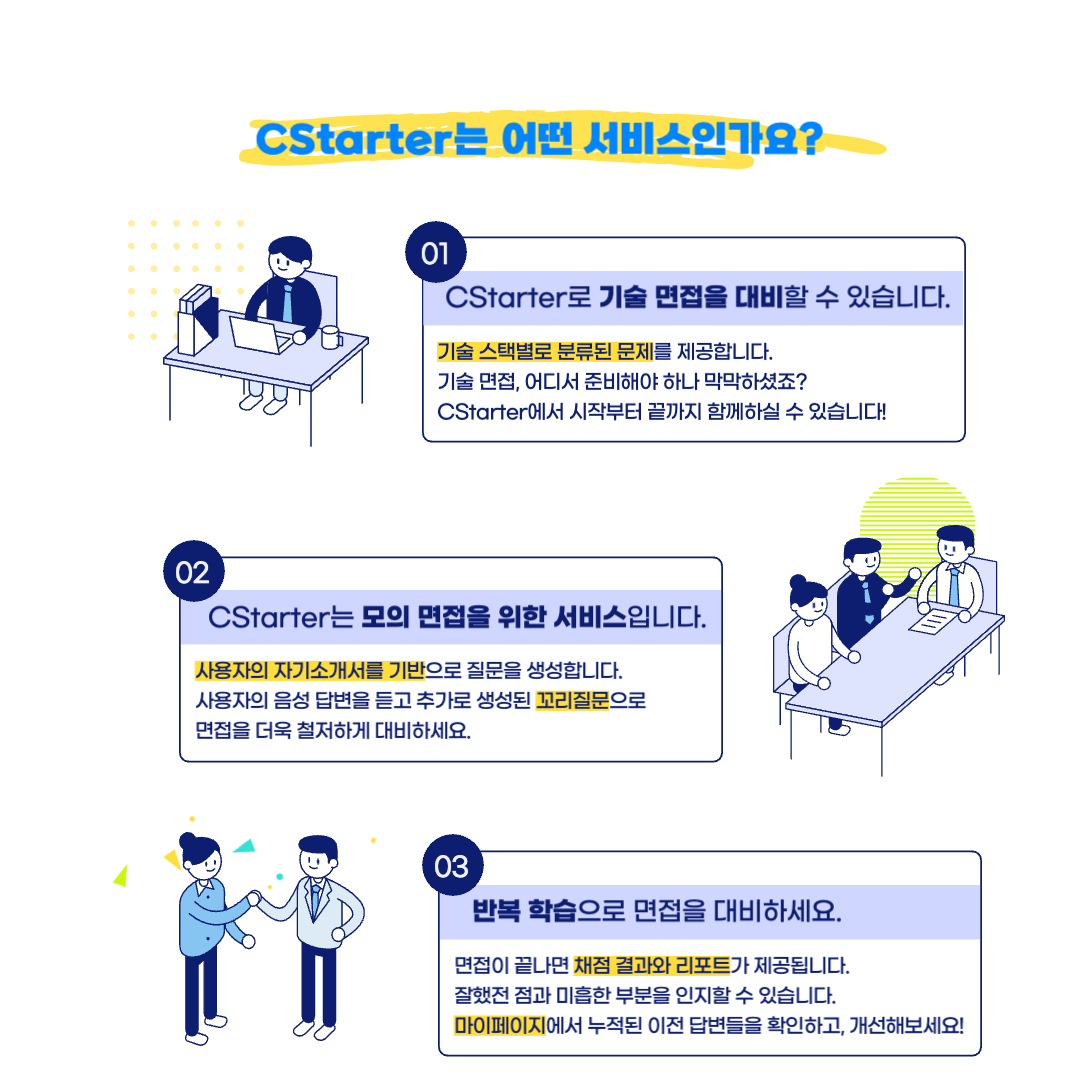 CStarter는 어떤 서비스인가요?
01
CStarter로 기술 면접을 대비할 수 있습니다.
기술 스택별로 분류된 문제를 제공합니다.
기술 면접, 어디서 준비해야 하나 막막하셨죠?
CStarter에서 시작부터 끝까지 함께하실 수 있습니다!
02
CStarter는 모의 면접을 위한 서비스입니다.
사용자의 자기소개서를 기반으로 질문을 생성합니다.
사용자의 음성 답변을 듣고 추가로 생성된 꼬리질문으로
면접을 더욱 철저하게 대비하세요.
03
반복 학습으로 면접을 대비하세요.
면접이 끝나면 채점 결과와 리포트가 제공됩니다.
잘했전 점과 미흡한 부분을 인지할 수 있습니다.
마이페이지에서 누적된 이전 답변들을 확인하고, 개선해보세요!